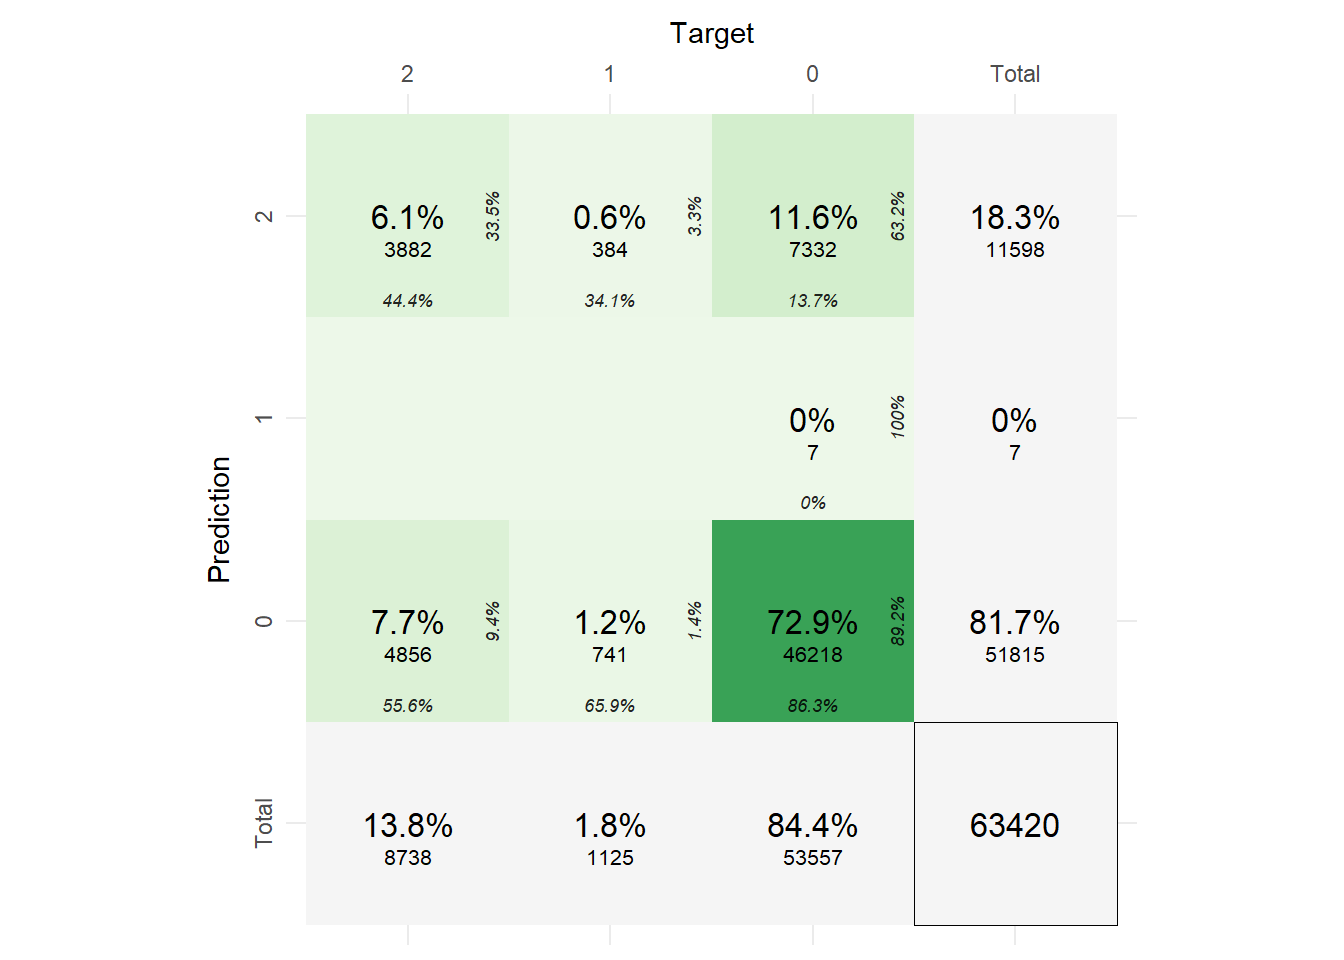 Target
2 1 0 Total
2
6.1% 33.5% 0.6% 3.3% 11.6% 63.2% 18.3%
3882 384 7332 11598
44.4% 34.1% 13.7%
1
0% 100% 0%
7 7
0%
Prediction
0
7.7% 9.4% 1.2% 1.4% 72.9% 89.2% 81.7%
4856 741 46218 51815
55.6% 65.9% 86.3%
Total
13.8% 1.8% 84.4% 63420
8738 1125 53557